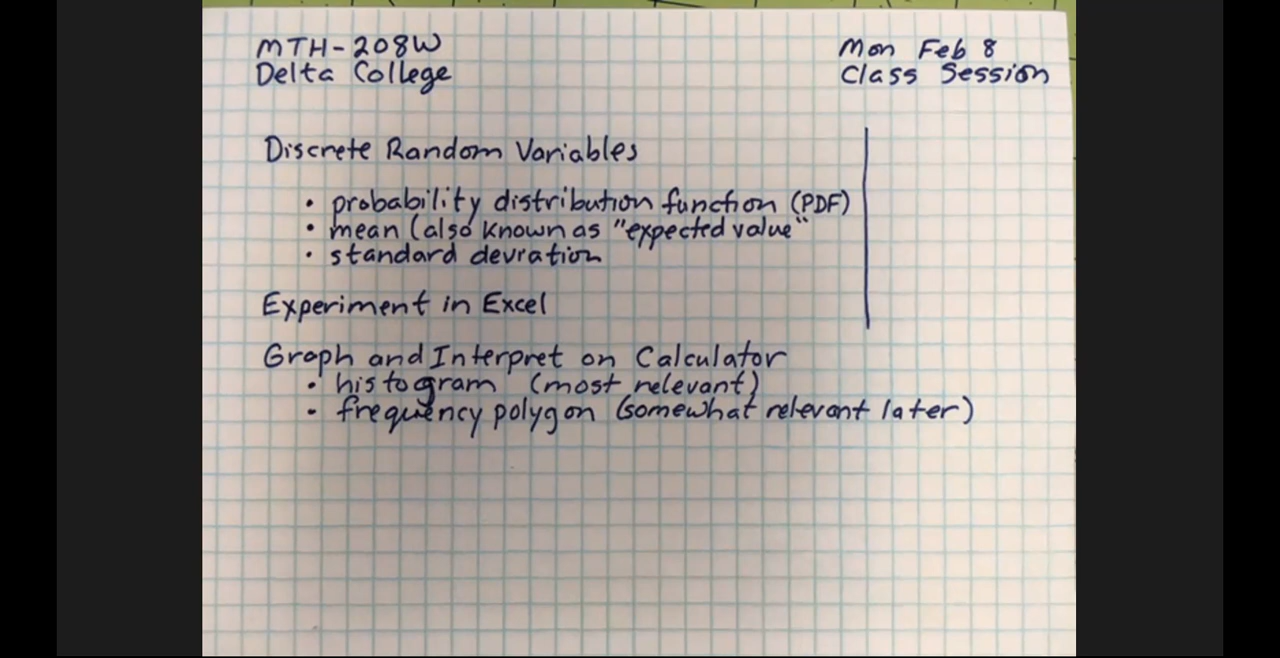 MTH-208W
Delta College
Mon Feb 8
Class Session
Discrete Random Variables
• probability distribution function (PDF)
• mean (also known as "expected value"
• standard devration
Experiment in Excel
Graph and Interpret on Calculator
• histogram (most relevant)
• frequency polygon (somewhat relevant later)